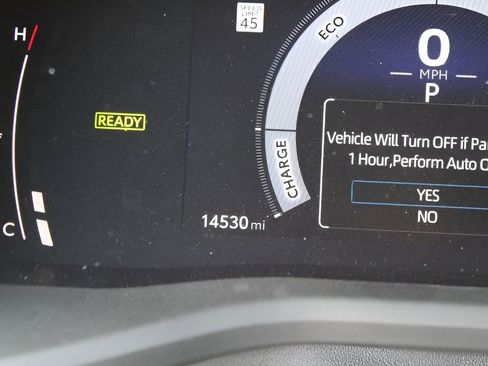 H
SPEED
LIMIT
45
ECO
0
MPH
P
READY
Vehicle Will Turn OFF if
1 Hour,Perform Auto
CHARGE
YES
NO
14530 mi
C